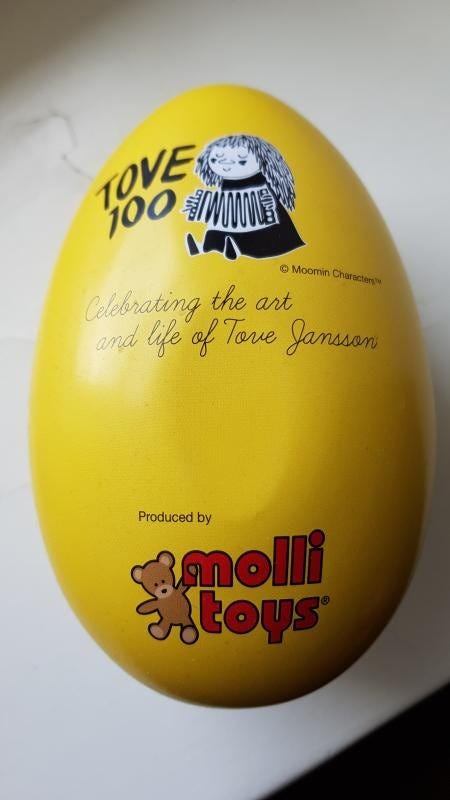 TOVE
100
© Moomin Characters™
Celebrating the art
and life of Tove Jansson
Produced by
molli
toys®